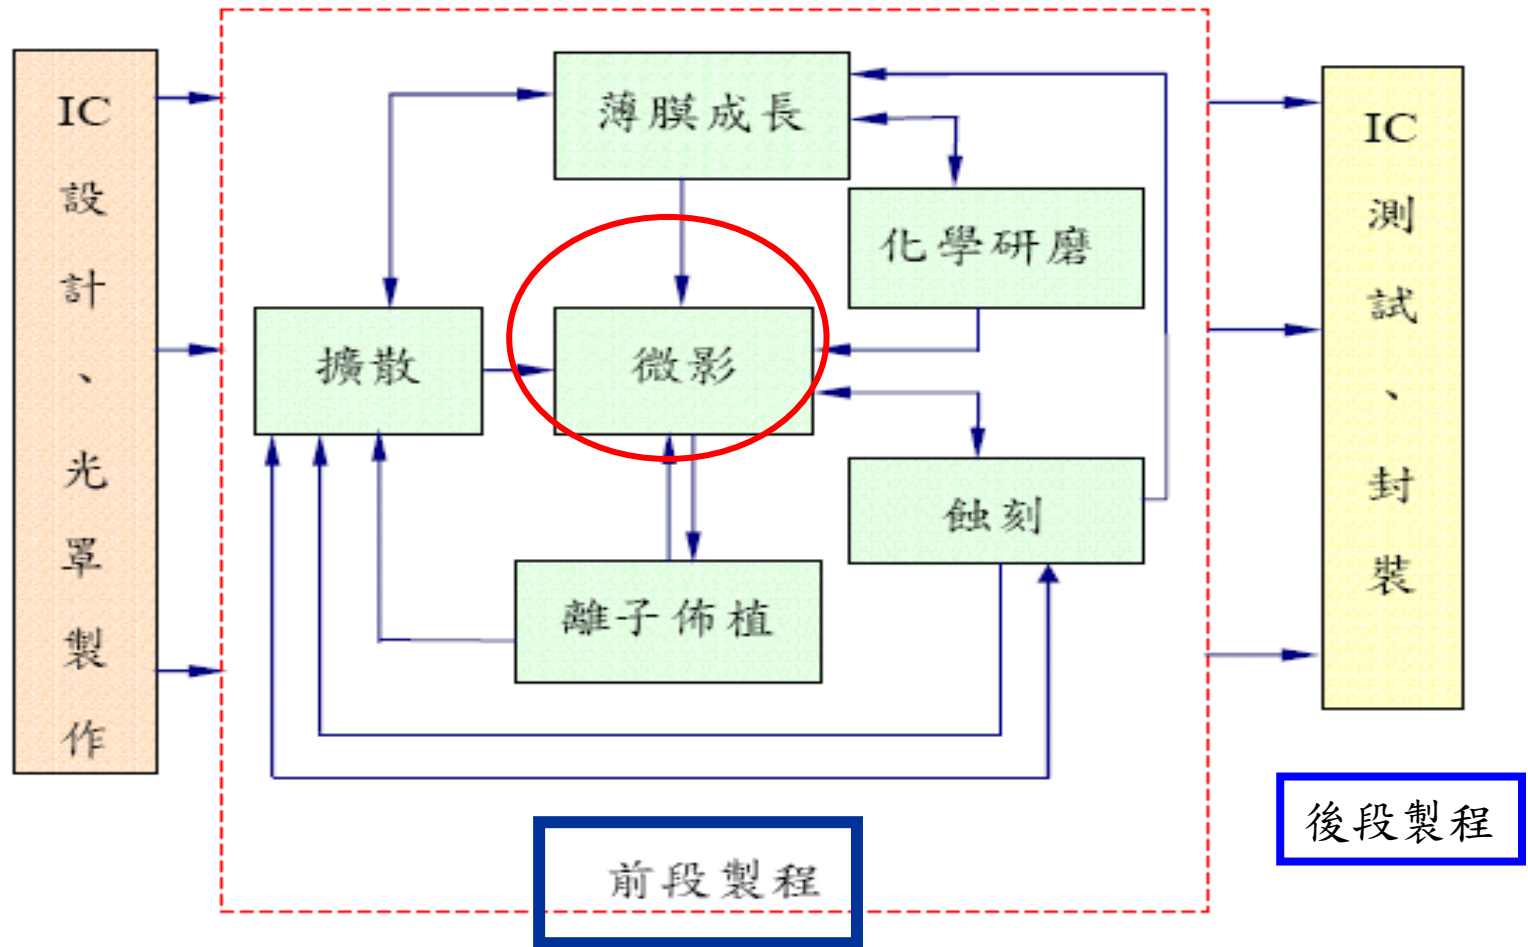 IC設計、光罩製作
薄膜成長
化學研磨
擴散
微影
蝕刻
離子佈植
前段製程
IC測試、封裝
後段製程